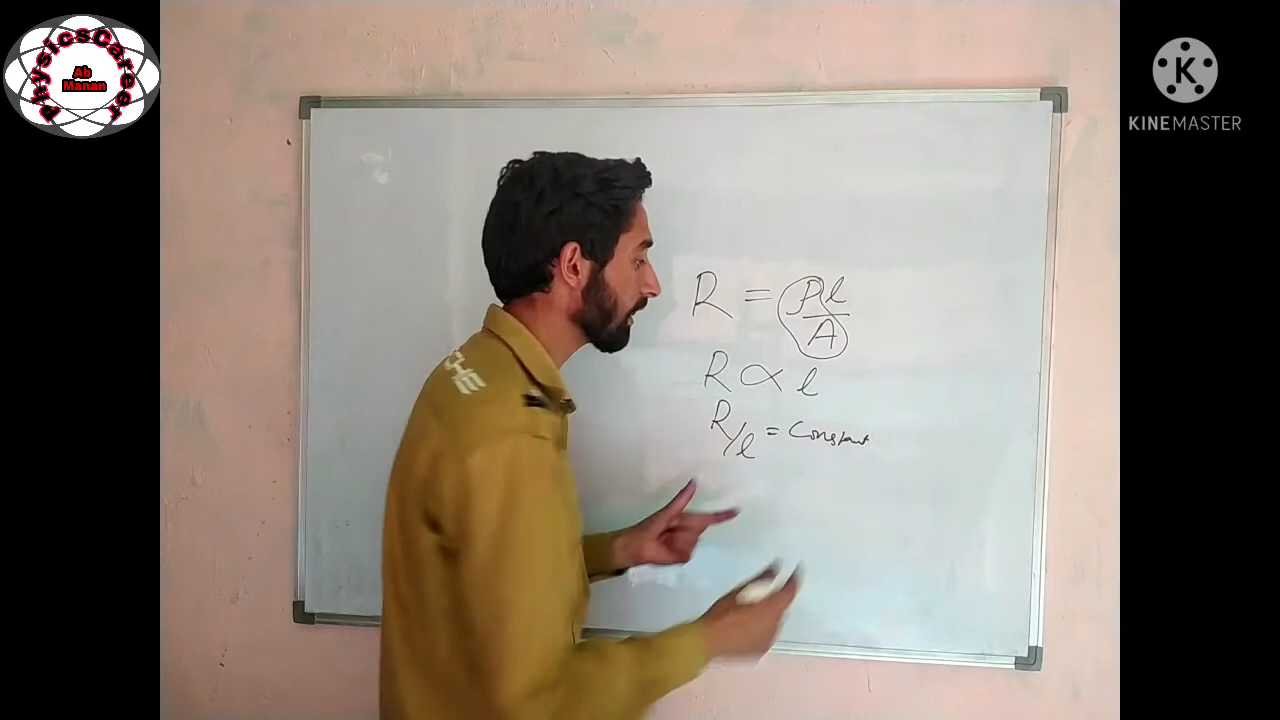 PhysicsCareer
Ab
Manan
KINEMASTER
R = ρl/A
R ∝ l
R/l = Constant